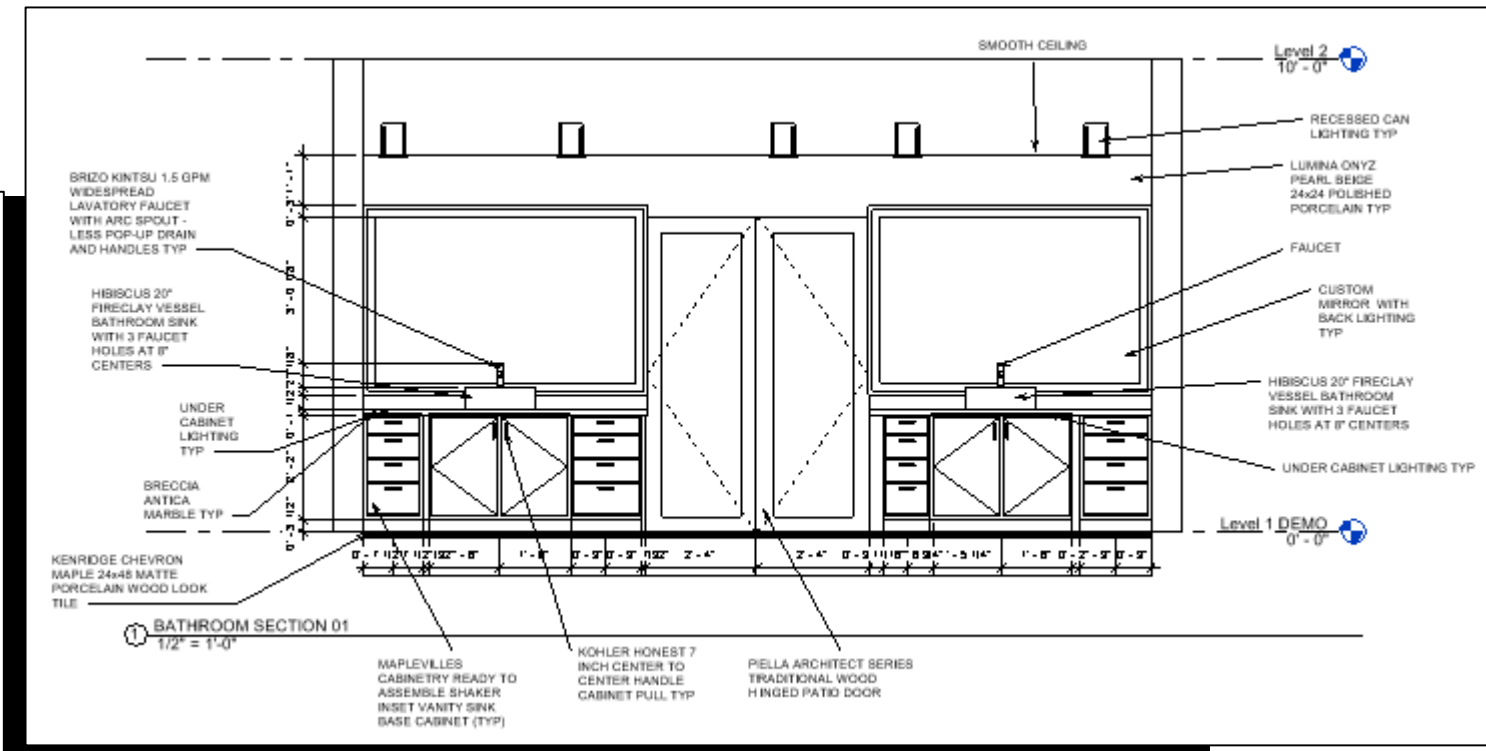 SMOOTH CEILING
Level 2
10' - 0"
RECESSED CAN
LIGHTING TYP
BRIZO KINTSU 1.5 GPM
WIDESPREAD
LAVATORY FAUCET
WITH ARC SPOUT -
LESS POP-UP DRAIN
AND HANDLES TYP
LUMINA ONYZ
PEARL BEIGE
24x24 POLISHED
PORCELAIN TYP
FAUCET
HIBISCUS 20"
FIRECLAY VESSEL
BATHROOM SINK
WITH 3 FAUCET
HOLES AT 8"
CENTERS
CUSTOM
MIRROR WITH
BACK LIGHTING
TYP
HIBISCUS 20" FIRECLAY
VESSEL BATHROOM
SINK WITH 3 FAUCET
HOLES AT 8" CENTERS
UNDER
CABINET
LIGHTING
TYP
UNDER CABINET LIGHTING TYP
BRECCIA
ANTICA
MARBLE TYP
Level 1 DEMO
0' - 0"
KENRIDGE CHEVRON
MAPLE 24x48 MATTE
PORCELAIN WOOD LOOK
TILE
2' - 4"
2' - 4"
1 BATHROOM SECTION 01
1/2" = 1'-0"
MAPLEVILLES
CABINETRY READY TO
ASSEMBLE SHAKER
INSET VANITY SINK
BASE CABINET (TYP)
KOHLER HONEST 7
INCH CENTER TO
CENTER HANDLE
CABINET PULL TYP
PIELLA ARCHITECT SERIES
TRADITIONAL WOOD
HINGED PATIO DOOR